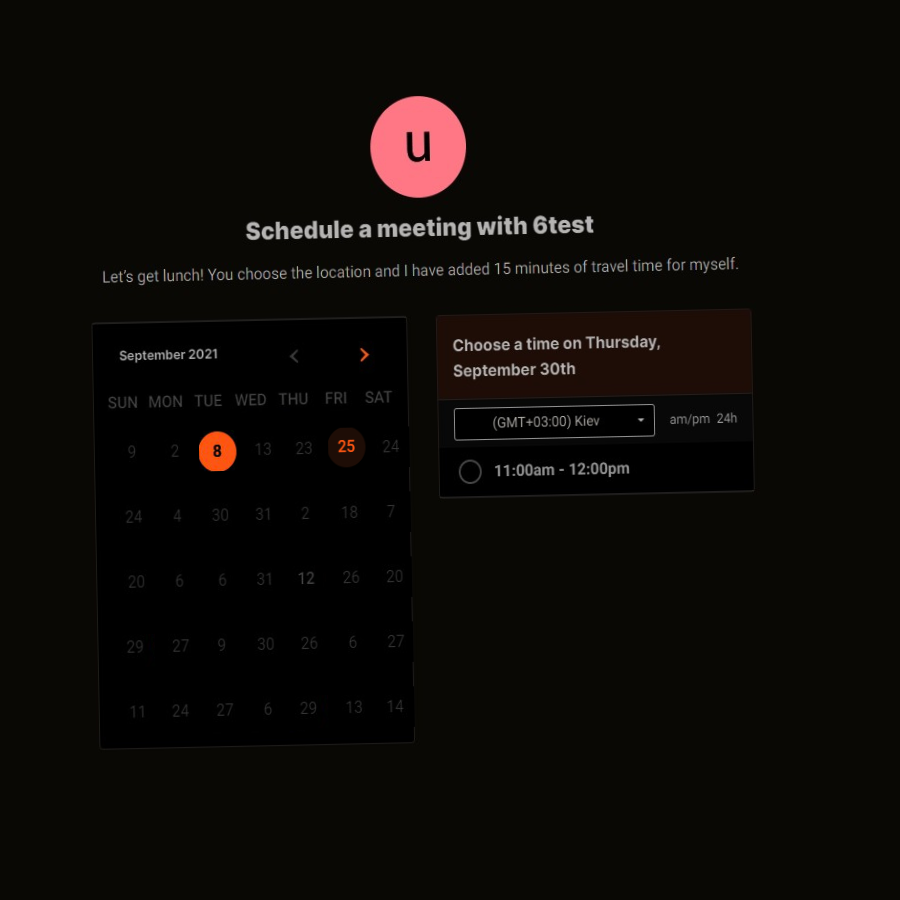 u
Schedule a meeting with 6test
Let's get lunch! You choose the location and I have added 15 minutes of travel time for myself.
September 2021
SUN MON TUE WED THU FRI SAT
9 2 8 13 23 25 24
24 4 30 31 2 18 7
20 6 6 31 12 26 20
29 27 9 30 26 6 27
11 24 27 6 29 13 14
Choose a time on Thursday,
September 30th
(GMT+03:00) Kiev am/pm 24h
11:00am - 12:00pm